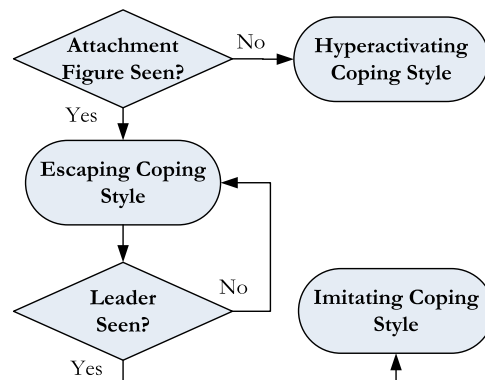 Attachment
Figure Seen?
No
Hyperactivating
Coping Style
Yes
Escaping Coping
Style
Leader
Seen?
No
Imitating Coping
Style
Yes